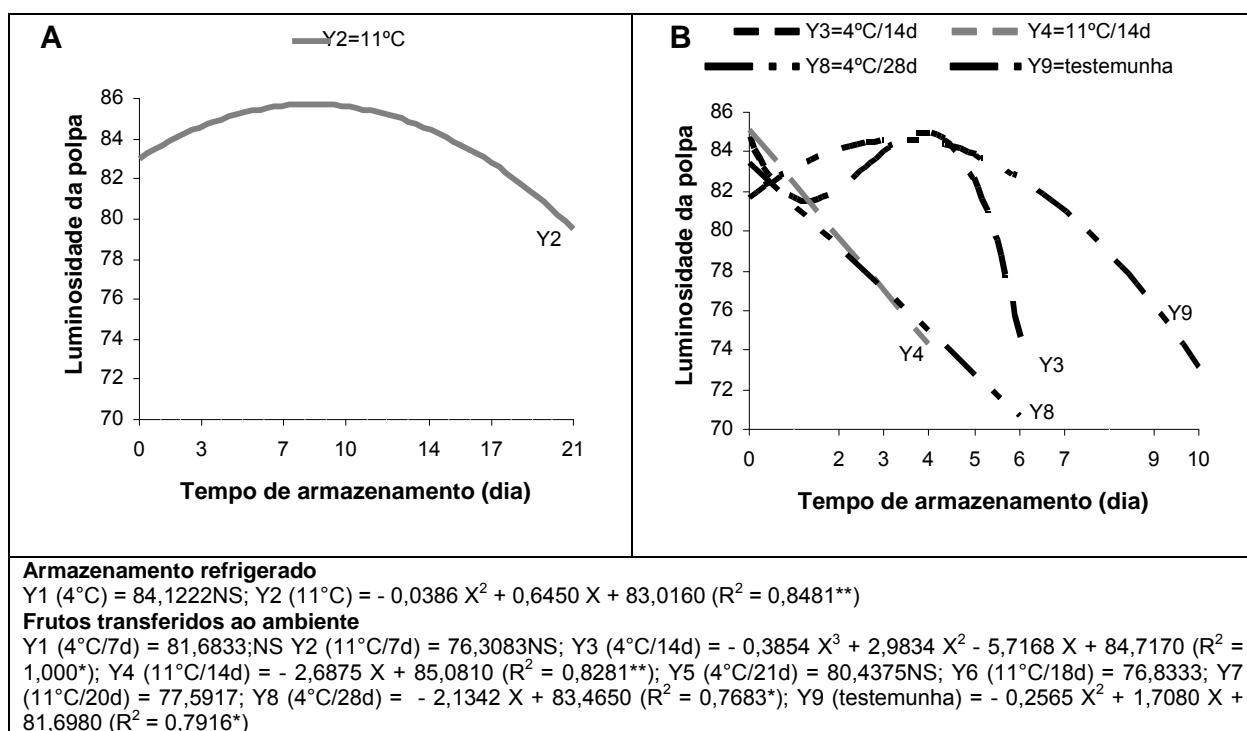 A
Y2=11ºC
Luminosidade da polpa
86
84
82
80
78
76
74
72
70
Y2
0 3 7 10 14 17 21
Tempo de armazenamento (dia)
B
Y3=4ºC/14d Y4=11ºC/14d
Y8=4ºC/28d Y9=testemunha
Luminosidade da polpa
86
84
82
80
78
76
74
72
70
Y9
Y4
Y3
Y8
0 2 3 4 5 6 7 9 10
Tempo de armazenamento (dia)
Armazenamento refrigerado
Y1 (4°C) = 84,1222NS; Y2 (11°C) = - 0,0386 X² + 0,6450 X + 83,0160 (R² = 0,8481**)
Frutos transferidos ao ambiente
Y1 (4°C/7d) = 81,6833;NS Y2 (11°C/7d) = 76,3083NS; Y3 (4°C/14d) = - 0,3854 X³ + 2,9834 X² - 5,7168 X + 84,7170 (R² =
1,000*); Y4 (11°C/14d) = - 2,6875 X + 85,0810 (R² = 0,8281**); Y5 (4°C/21d) = 80,4375NS; Y6 (11°C/18d) = 76,8333; Y7
(11°C/20d) = 77,5917; Y8 (4°C/28d) = - 2,1342 X + 83,4650 (R² = 0,7683*); Y9 (testemunha) = - 0,2565 X² + 1,7080 X +
81,6980 (R² = 0,7916*)